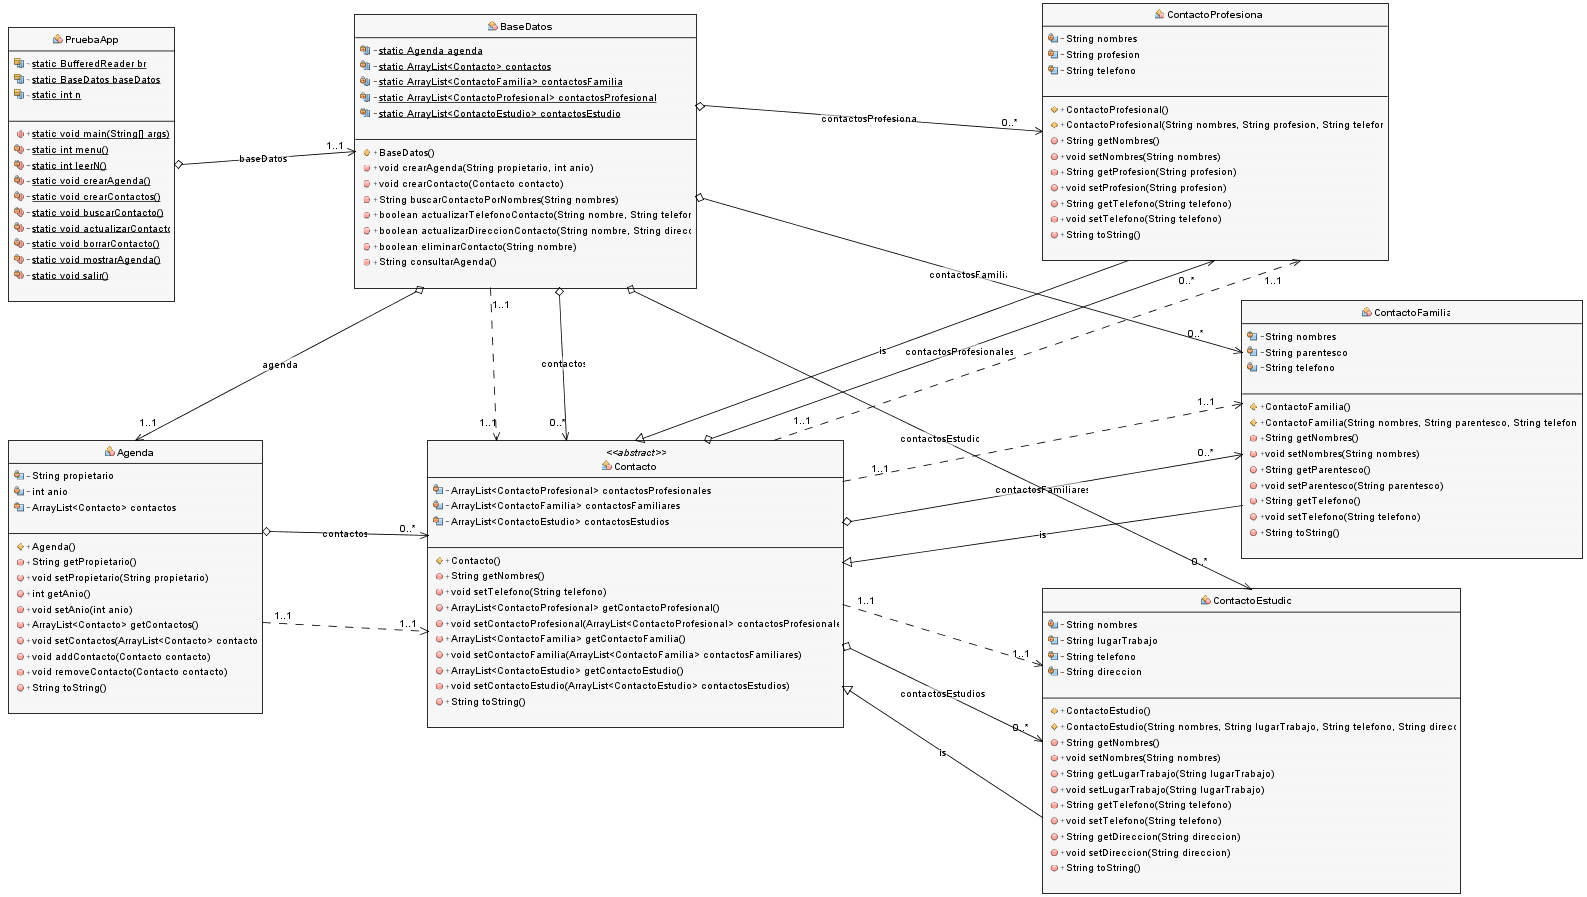 PruebaApp
-static BufferedReader br
-static BaseDatos baseDatos
-static int n
+static void main(String[] args)
-static int menu()
-static int leerN()
-static void crearAgenda()
-static void crearContactos()
-static void buscarContacto()
-static void actualizarContacto
-static void borrarContacto()
-static void mostrarAgenda()
-static void salir()
baseDatos
1..1
BaseDatos
-static Agenda agenda
-static ArrayList<Contacto> contactos
-static ArrayList<ContactoFamilia> contactosFamilia
-static ArrayList<ContactoProfesional> contactosProfesional
-static ArrayList<ContactoEstudio> contactosEstudio
+BaseDatos()
+void crearAgenda(String propietario, int anio)
+void crearContacto(Contacto contacto)
+String buscarContactoPorNombres(String nombres)
+boolean actualizarTelefonoContacto(String nombre, String telefor
+boolean actualizarDireccionContacto(String nombre, String direcc
+boolean eliminarContacto(String nombre)
+String consultarAgenda()
contactosProfesiona
0..*
ContactoProfesiona
-String nombres
-String profesion
-String telefono
+ContactoProfesional()
+ContactoProfesional(String nombres, String profesion, String telefor
+String getNombres()
+void setNombres(String nombres)
+String getProfesion(String profesion)
+void setProfesion(String profesion)
+String getTelefono(String telefono)
+void setTelefono(String telefono)
+String toString()
contactosFamilia
0..*
0..*
1..1
1..1
agenda
1..1
contactos
1..1
0..*
is
contactosProfesionales
1..1
contactosEstudic
0..*
ContactoFamilia
-String nombres
-String parentesco
-String telefono
+ContactoFamilia()
+ContactoFamilia(String nombres, String parentesco, String telefon
+String getNombres()
+void setNombres(String nombres)
+String getParentesco()
+void setParentesco(String parentesco)
+String getTelefono()
+void setTelefono(String telefono)
+String toString()
1..1
1..1
contactosFamiliares
0..*
is
Agenda
-String propietario
-int anio
-ArrayList<Contacto> contactos
+Agenda()
+String getPropietario()
+void setPropietario(String propietario)
+int getAnio()
+void setAnio(int anio)
+ArrayList<Contacto> getContactos()
+void setContactos(ArrayList<Contacto> contacto
+void addContacto(Contacto contacto)
+void removeContacto(Contacto contacto)
+String toString()
contactos
0..*
1..1
1..1
<<abstract>>
Contacto
-ArrayList<ContactoProfesional> contactosProfesionales
-ArrayList<ContactoFamilia> contactosFamiliares
-ArrayList<ContactoEstudio> contactosEstudios
+Contacto()
+String getNombres()
+void setTelefono(String telefono)
+ArrayList<ContactoProfesional> getContactoProfesional()
+void setContactoProfesional(ArrayList<ContactoProfesional> contactosProfesionale
+ArrayList<ContactoFamilia> getContactoFamilia()
+void setContactoFamilia(ArrayList<ContactoFamilia> contactosFamiliares)
+ArrayList<ContactoEstudio> getContactoEstudio()
+void setContactoEstudio(ArrayList<ContactoEstudio> contactosEstudios)
+String toString()
1..1
1..1
contactosEstudios
0..*
is
ContactoEstudic
-String nombres
-String lugarTrabajo
-String telefono
-String direccion
+ContactoEstudio()
+ContactoEstudio(String nombres, String lugarTrabajo, String telefono, String direcc
+String getNombres()
+void setNombres(String nombres)
+String getLugarTrabajo(String lugarTrabajo)
+void setLugarTrabajo(String lugarTrabajo)
+String getTelefono(String telefono)
+void setTelefono(String telefono)
+String getDireccion(String direccion)
+void setDireccion(String direccion)
+String toString()